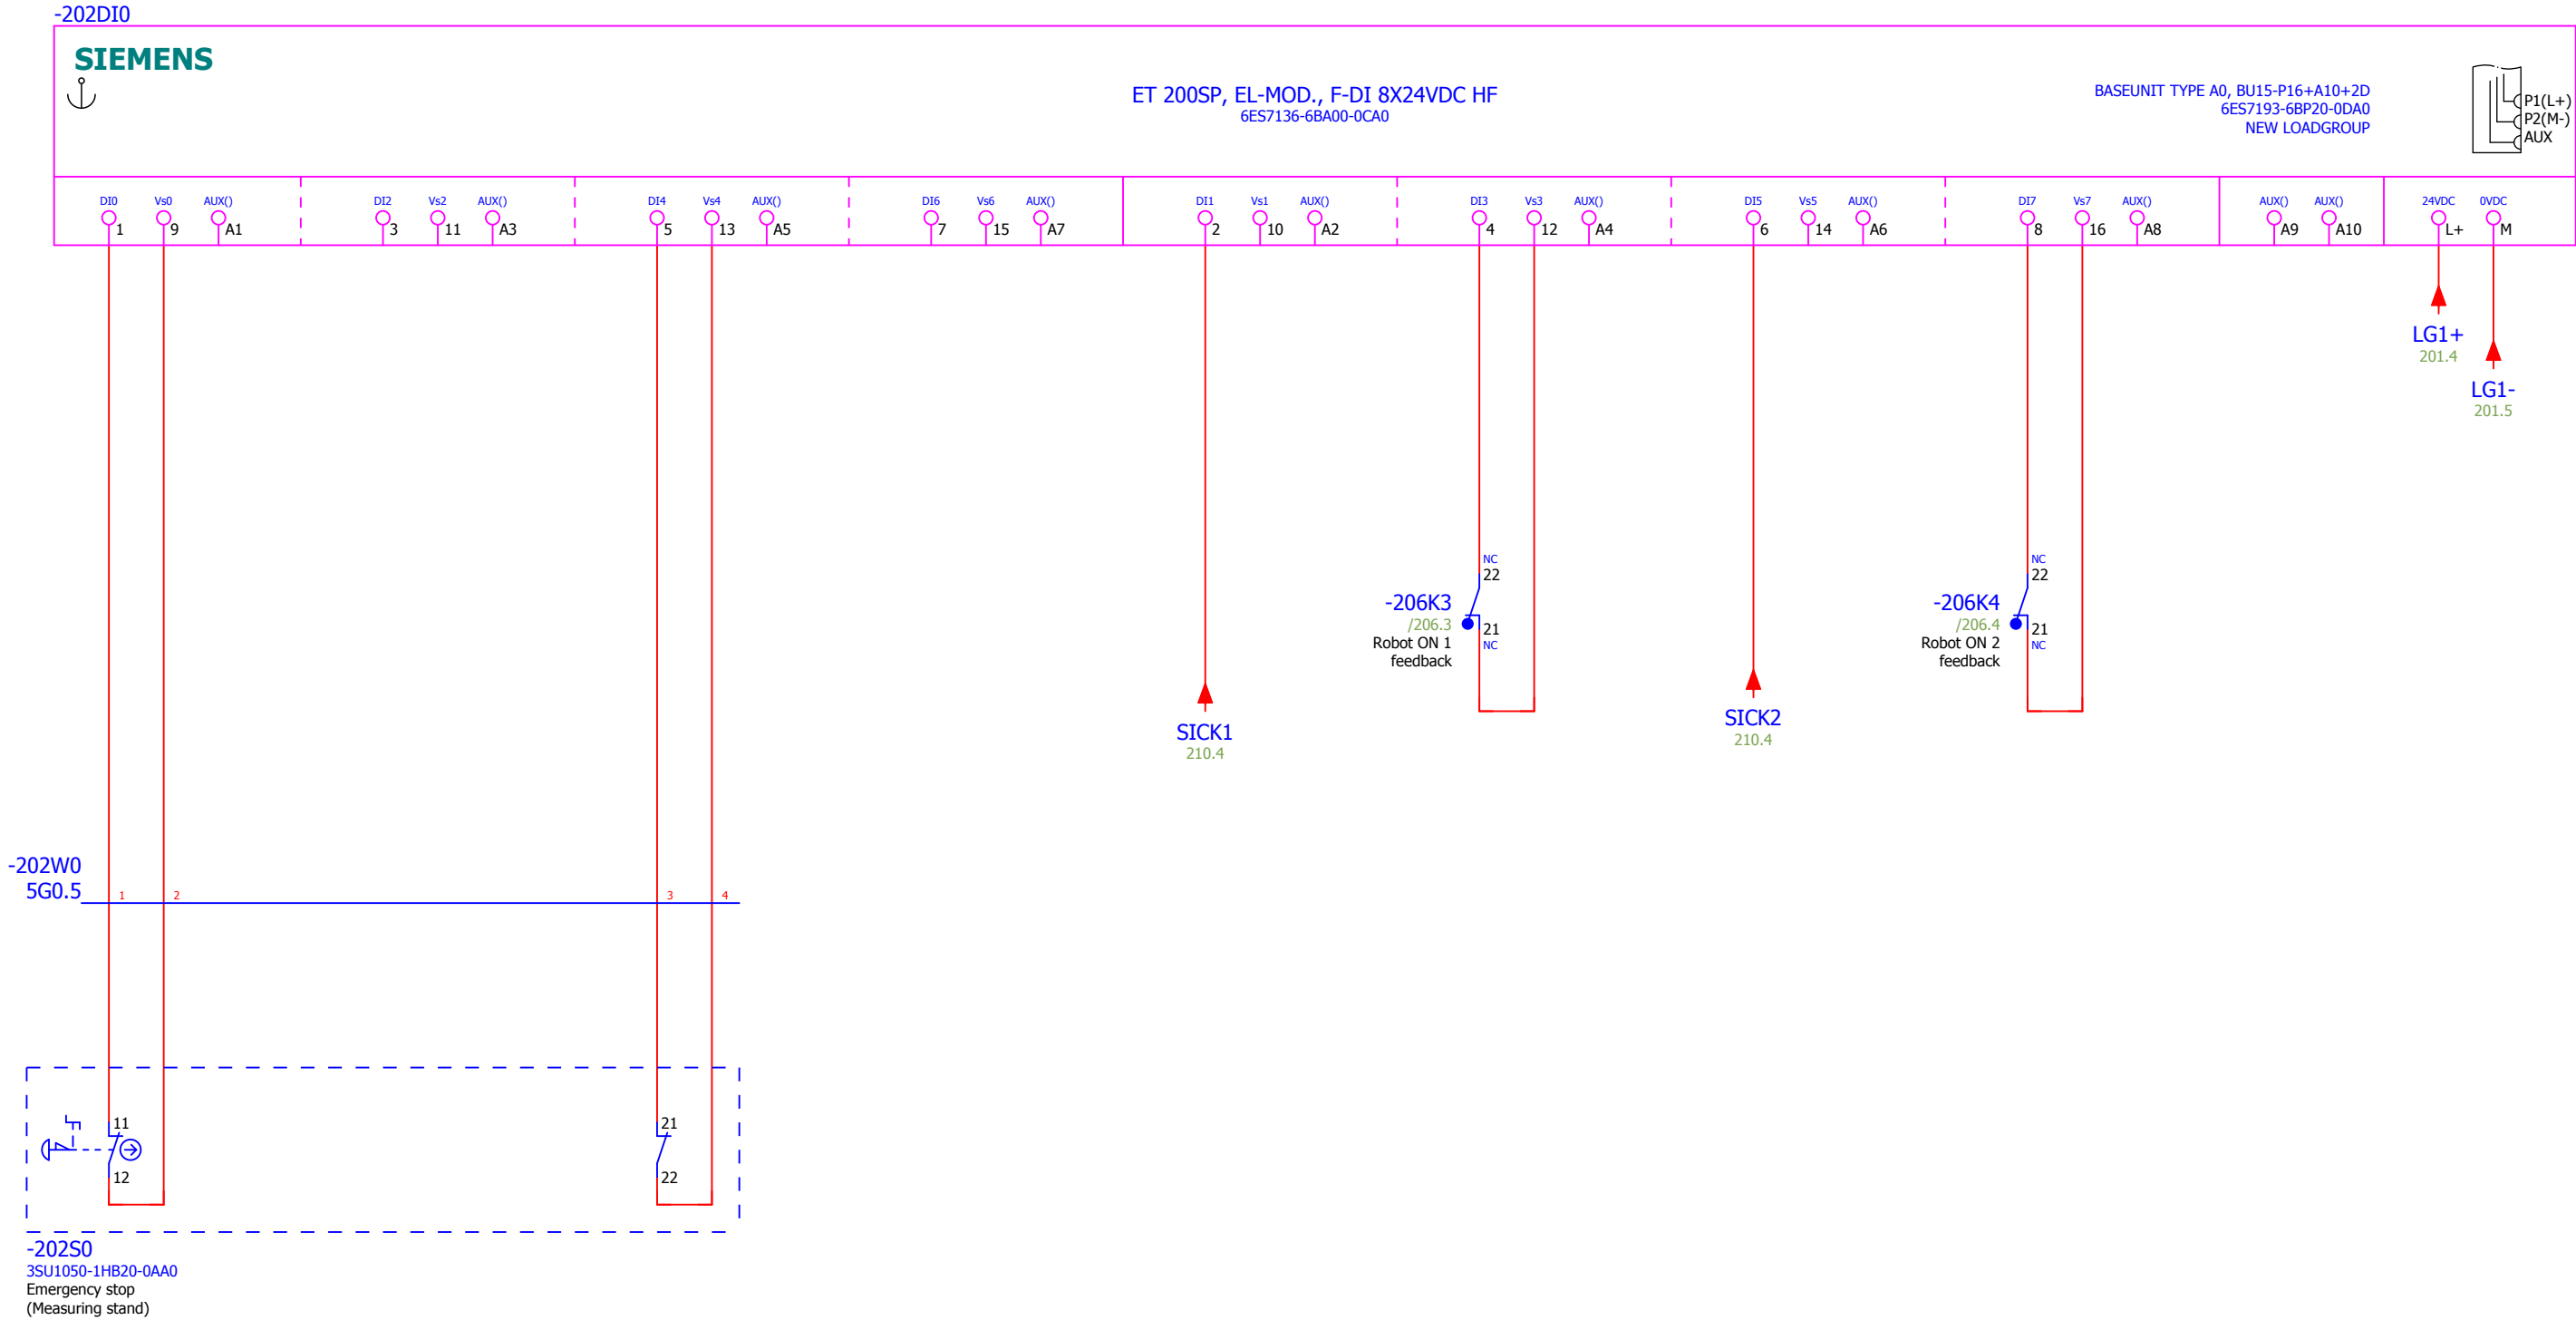 -202DI0
SIEMENS
ET 200SP, EL-MOD., F-DI 8X24VDC HF
6ES7136-6BA00-0CA0
BASEUNIT TYPE A0, BU15-P16+A10+2D
6ES7193-6BP20-0DA0
NEW LOADGROUP
P1(L+)
P2(M-)
AUX
DI0 Vs0 AUX() DI2 Vs2 AUX() DI4 Vs4 AUX() DI6 Vs6 AUX() DI1 Vs1 AUX() DI3 Vs3 AUX() DI5 Vs5 AUX() DI7 Vs7 AUX() AUX() AUX() 24VDC 0VDC
1 9 A1 3 11 A3 5 13 A5 7 15 A7 2 10 A2 4 12 A4 6 14 A6 8 16 A8 A9 A10 L+ M
LG1+
201.4
LG1-
201.5
NC
22
-206K3
/206.3
Robot ON 1
feedback
21
NC
NC
22
-206K4
/206.4
Robot ON 2
feedback
21
NC
SICK1
210.4
SICK2
210.4
-202W0
5G0.5
1 2 3 4
11 21
12 22
-202S0
3SU1050-1HB20-0AA0
Emergency stop
(Measuring stand)